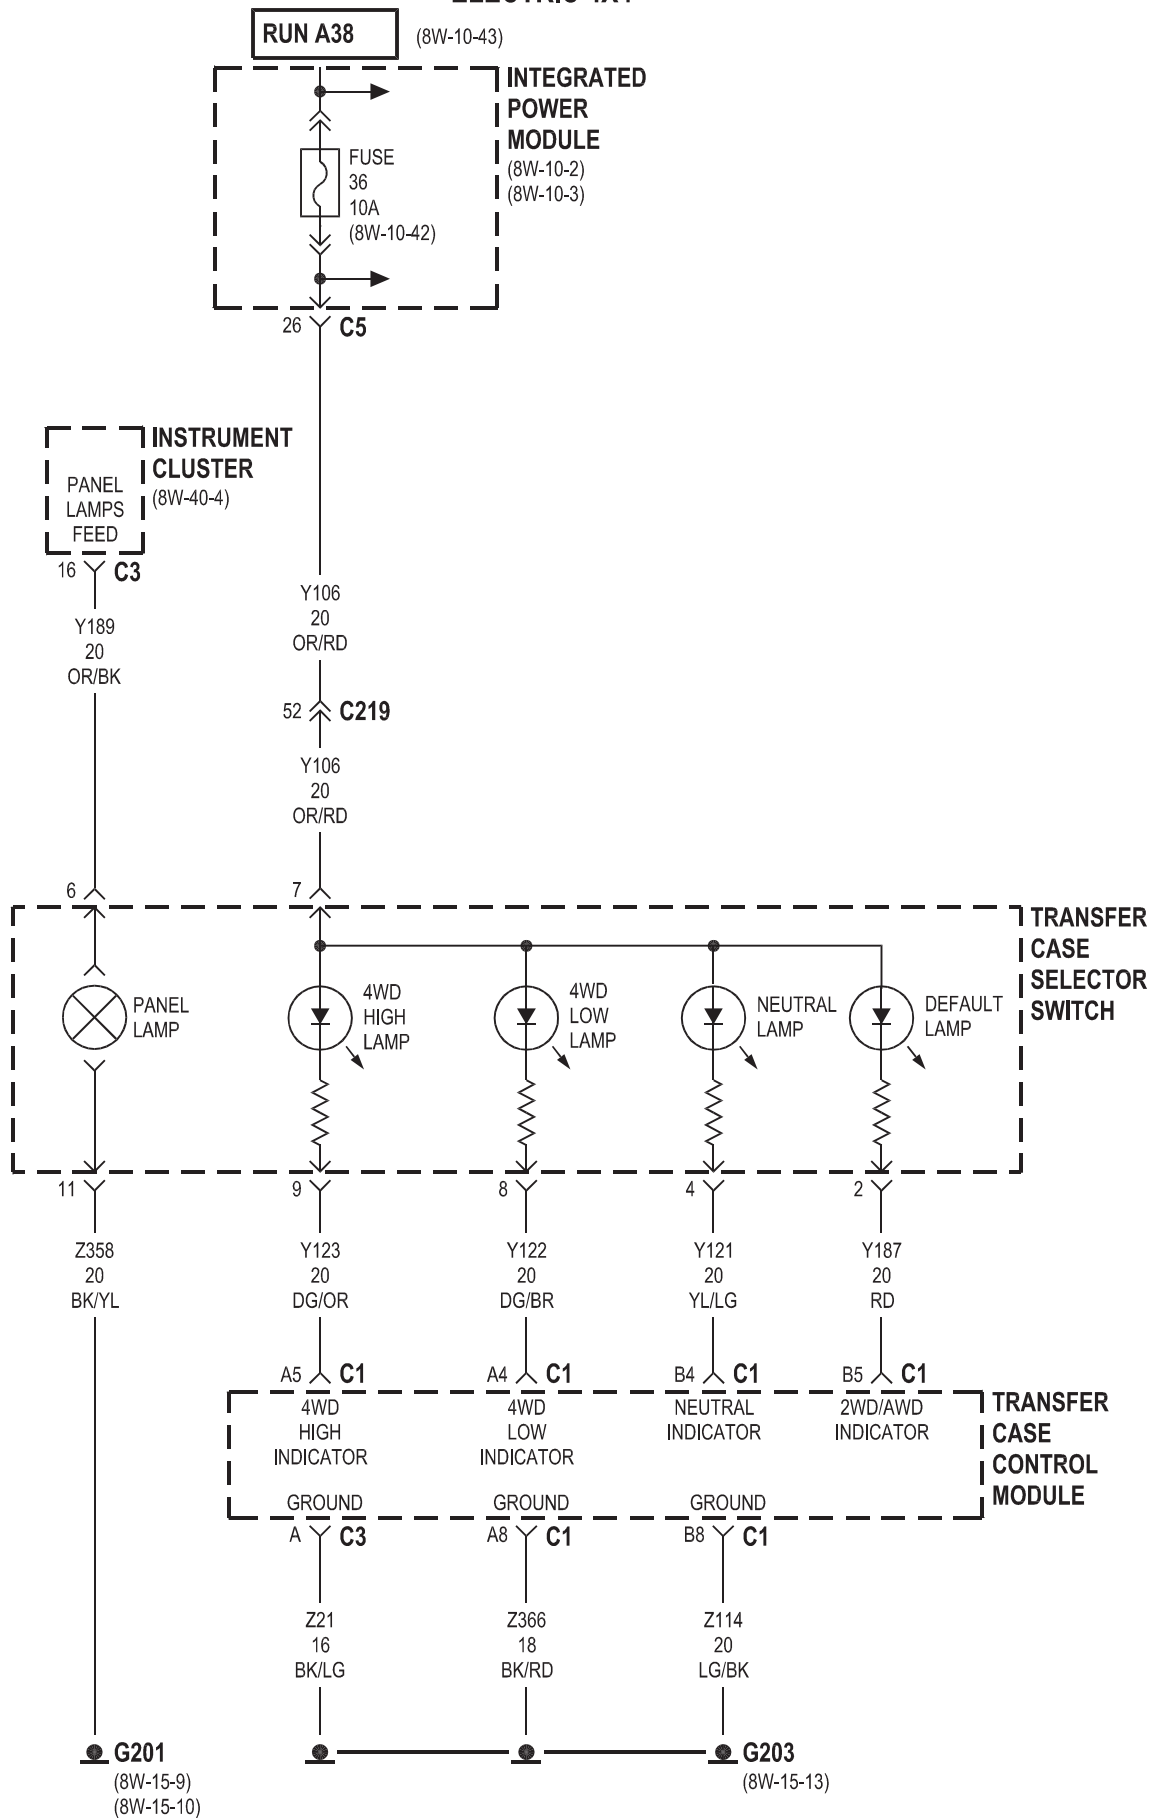 ELECTRIC 4X4
RUN A38
(8W-10-43)
INTEGRATED
POWER
MODULE
(8W-10-2)
(8W-10-3)
FUSE
36
10A
(8W-10-42)
26
C5
INSTRUMENT
CLUSTER
(8W-40-4)
PANEL
LAMPS
FEED
16
C3
Y189
20
OR/BK
Y106
20
OR/RD
52
C219
Y106
20
OR/RD
6
7
TRANSFER
CASE
SELECTOR
SWITCH
PANEL
LAMP
4WD
HIGH
LAMP
4WD
LOW
LAMP
NEUTRAL
LAMP
DEFAULT
LAMP
11
9
8
4
2
Z358
20
BK/YL
Y123
20
DG/OR
Y122
20
DG/BR
Y121
20
YL/LG
Y187
20
RD
A5
C1
A4
C1
B4
C1
B5
C1
4WD
HIGH
INDICATOR
4WD
LOW
INDICATOR
NEUTRAL
INDICATOR
2WD/AWD
INDICATOR
TRANSFER
CASE
CONTROL
MODULE
GROUND
GROUND
GROUND
A
C3
A8
C1
B8
C1
Z21
16
BK/LG
Z366
18
BK/RD
Z114
20
LG/BK
G201
(8W-15-9)
(8W-15-10)
G203
(8W-15-13)